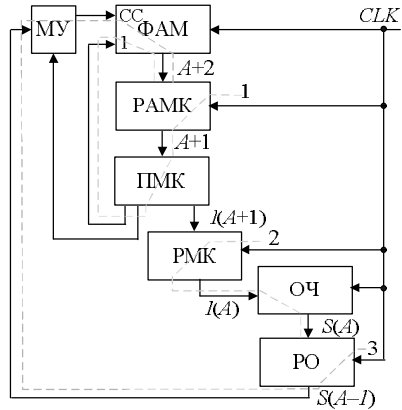 МУ
СС
ФАМ
CLK
1
A+2
РАМК
1
A+1
ПМК
I(A+1)
2
РМК
I(A)
ОЧ
S(A)
РО
3
S(A–1)